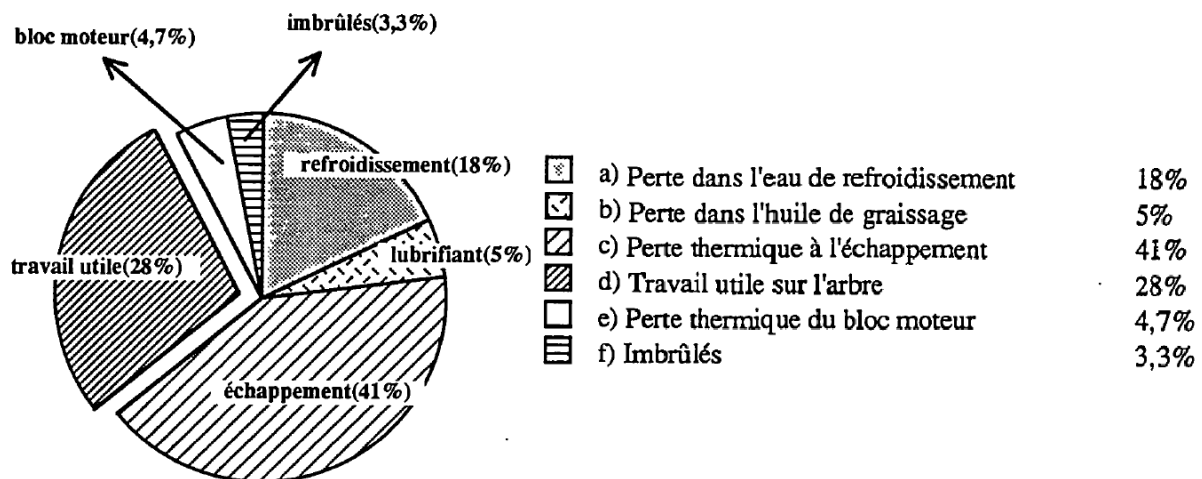 imbrûlés(3,3%)
bloc moteur(4,7%)
refroidissement(18%)
lubrifiant(5%)
travail utile(28%)
échappement(41%)
a) Perte dans l'eau de refroidissement 18%
b) Perte dans l'huile de graissage 5%
c) Perte thermique à l'échappement 41%
d) Travail utile sur l'arbre 28%
e) Perte thermique du bloc moteur 4,7%
f) Imbrûlés 3,3%